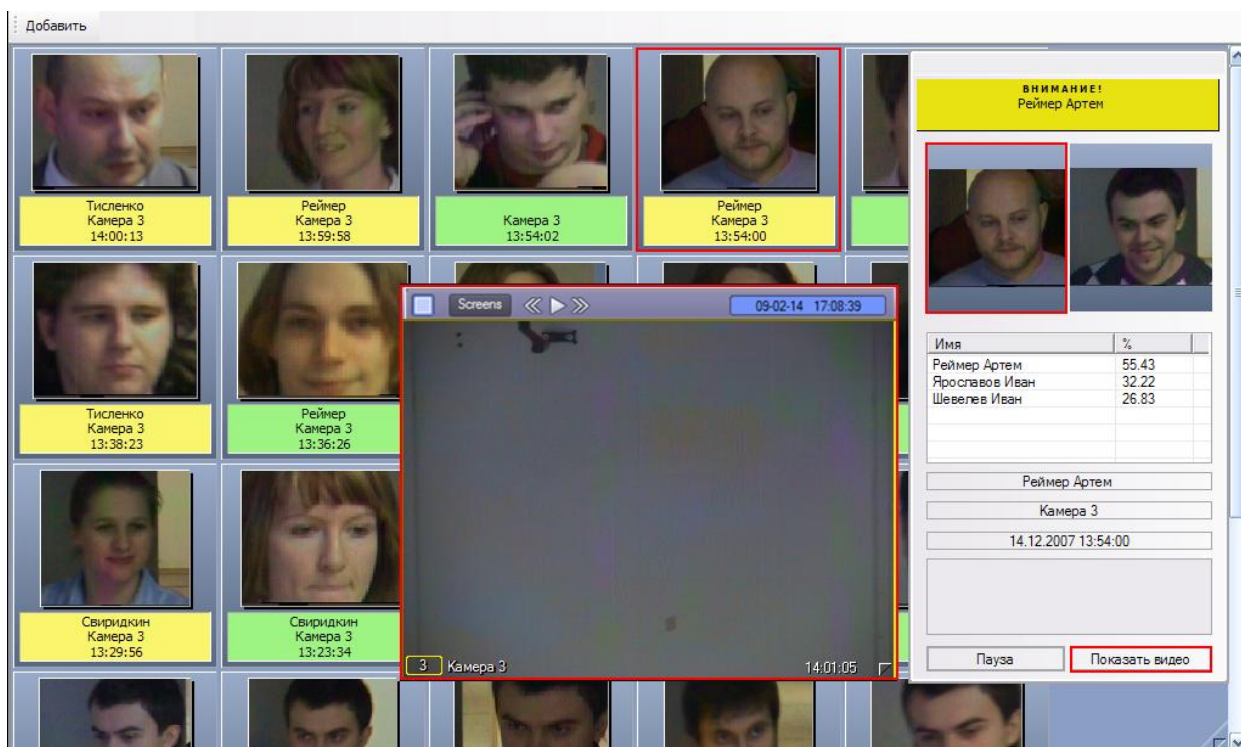 Добавить
Тисленко
Камера 3
14:00:13
Реймер
Камера 3
13:59:58
Камера 3
13:54:02
Реймер
Камера 3
13:54:00
Тисленко
Камера 3
13:38:23
Реймер
Камера 3
13:36:26
Свиридкин
Камера 3
13:29:56
Свиридкин
Камера 3
13:23:34
Screens
09-02-14 17:08:39
3 Камера 3
14:01:05
ВНИМАНИЕ!
Реймер Артем
Имя %
Реймер Артем 55.43
Ярославов Иван 32.22
Шевелев Иван 26.83
Реймер Артем
Камера 3
14.12.2007 13:54:00
Пауза
Показать видео